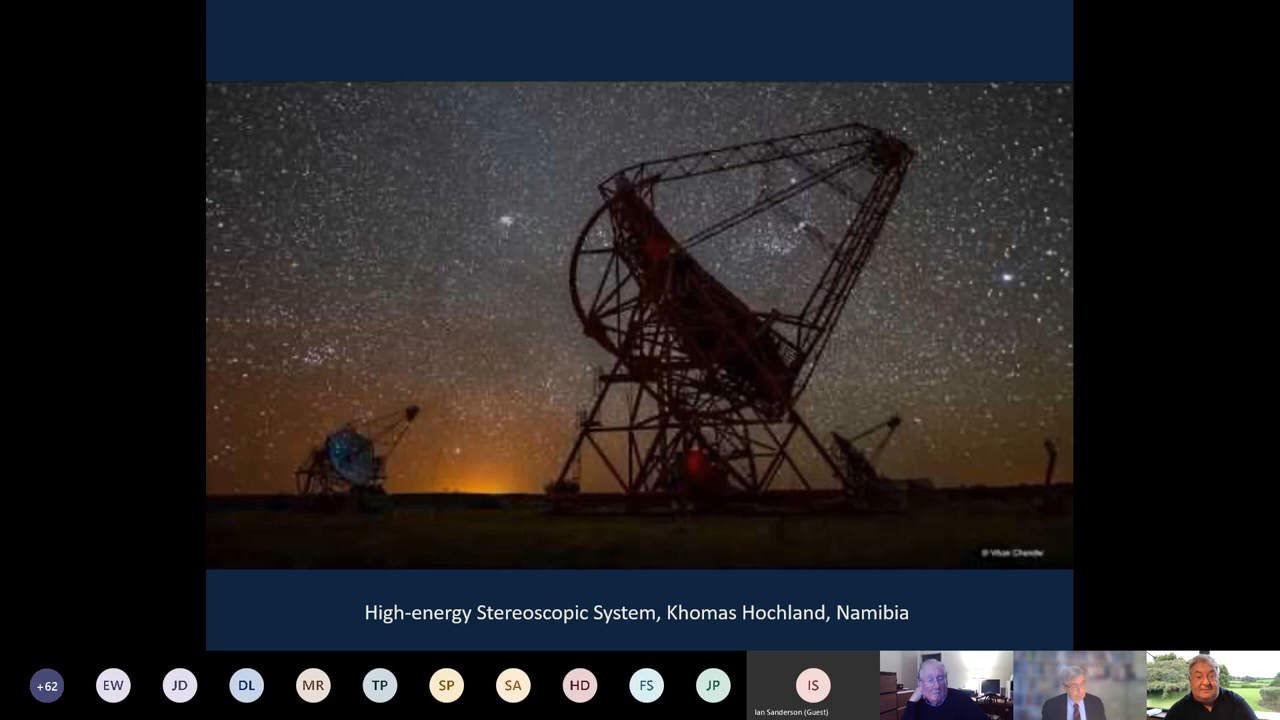 High-energy Stereoscopic System, Khomas Hochland, Namibia
+62
EW
JD
DL
MR
TP
SP
SA
HD
FS
JP
IS
Ian Sanderson (Guest)